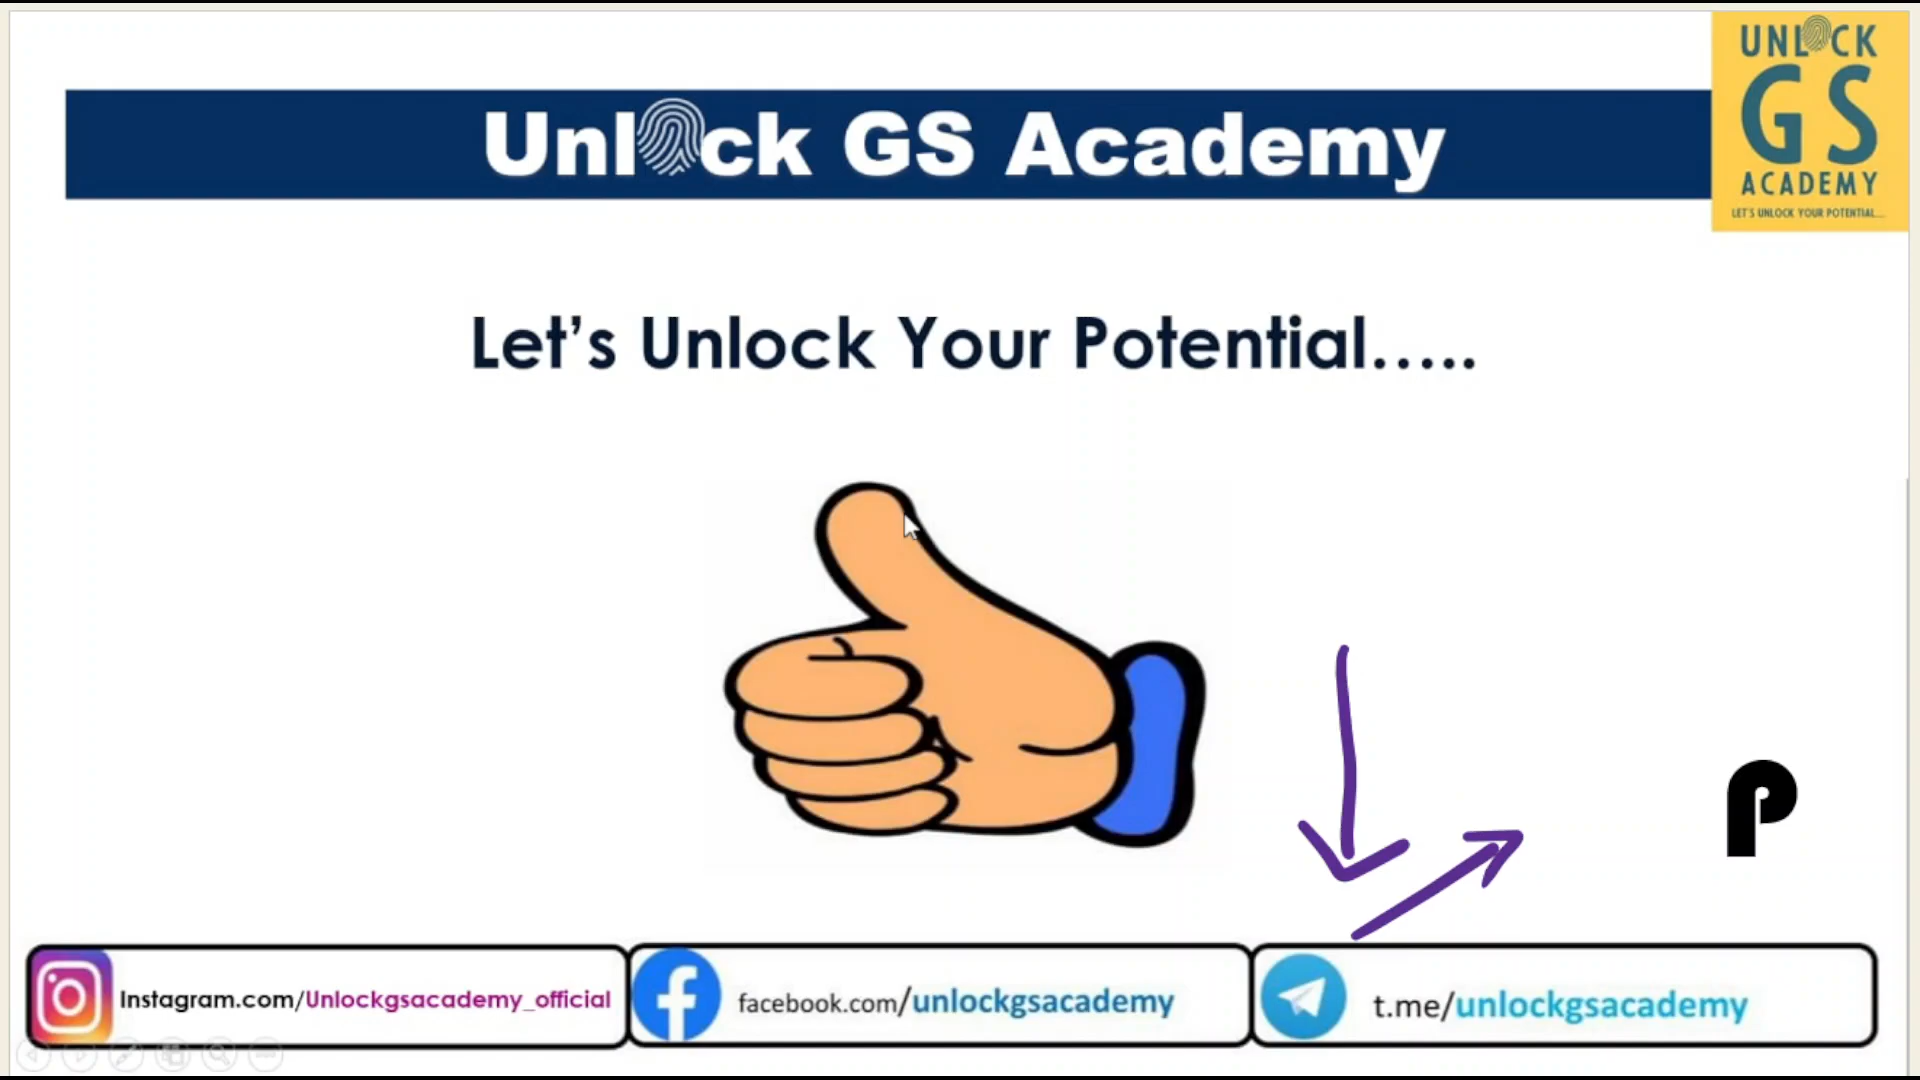 Unlock GS Academy
UNLOCK
GS
ACADEMY
LET'S UNLOCK YOUR POTENTIAL....
Let's Unlock Your Potential.....
P
Instagram.com/Unlockgsacademy_official
facebook.com/unlockgsacademy
t.me/unlockgsacademy